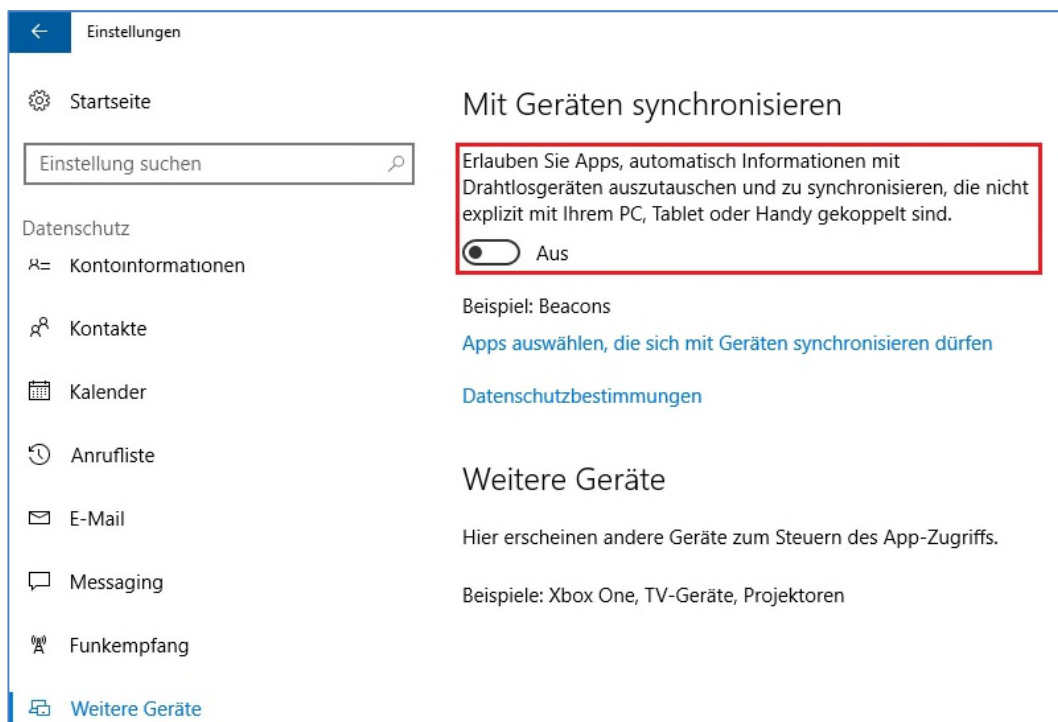 Einstellungen
Startseite
Einstellung suchen
Datenschutz
Kontoinformationen
Kontakte
Kalender
Anrufliste
E-Mail
Messaging
Funkempfang
Weitere Geräte
Mit Geräten synchronisieren
Erlauben Sie Apps, automatisch Informationen mit
Drahtlosgeräten auszutauschen und zu synchronisieren, die nicht
explizit mit Ihrem PC, Tablet oder Handy gekoppelt sind.
Aus
Beispiel: Beacons
Apps auswählen, die sich mit Geräten synchronisieren dürfen
Datenschutzbestimmungen
Weitere Geräte
Hier erscheinen andere Geräte zum Steuern des App-Zugriffs.
Beispiele: Xbox One, TV-Geräte, Projektoren